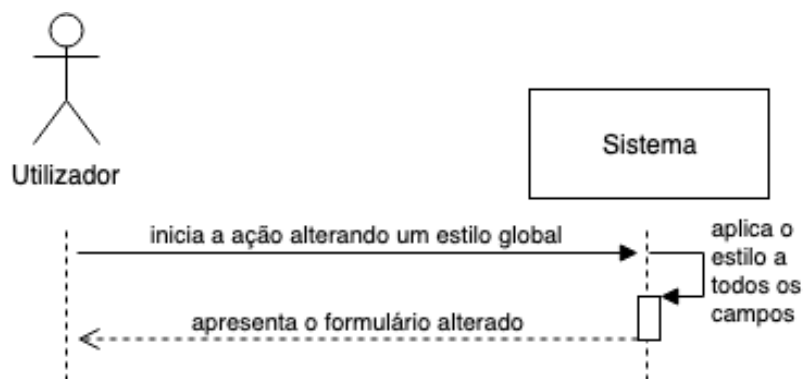 Sistema
Utilizador
inicia a ação alterando um estilo global
aplica o
estilo a
todos os
campos
apresenta o formulário alterado